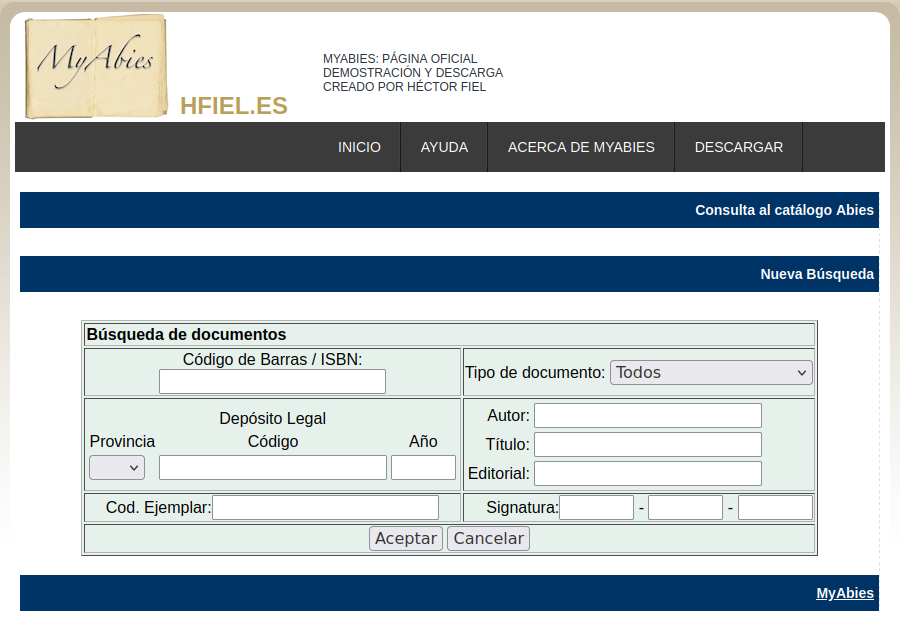 MyAbies
HFIEL.ES
MYABIES: PÁGINA OFICIAL
DEMOSTRACIÓN Y DESCARGA
CREADO POR HÉCTOR FIEL
INICIO AYUDA ACERCA DE MYABIES DESCARGAR
Consulta al catálogo Abies
Nueva Búsqueda
Búsqueda de documentos
Código de Barras / ISBN:
Tipo de documento: Todos
Depósito Legal
Provincia Código Año
Autor:
Título:
Editorial:
Cod. Ejemplar:
Signatura: - -
Aceptar Cancelar
MyAbies